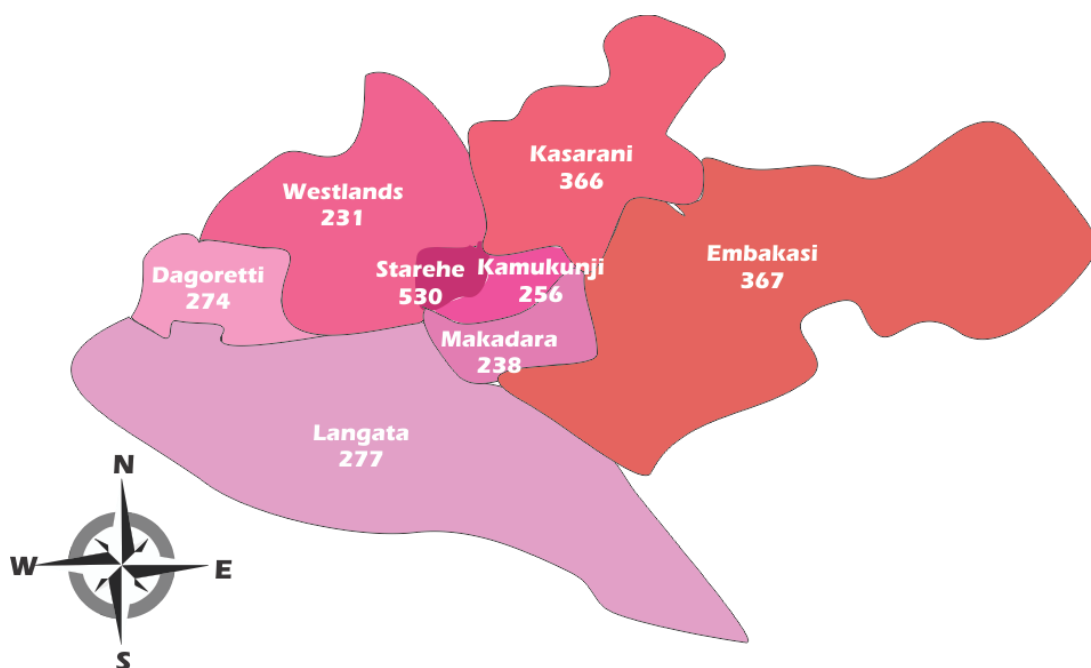 Kasarani
366
Westlands
231
Embakasi
367
Dagoretti
274
Starehe
530
Kamukunji
256
Makadara
238
Langata
277
N
W
E
S